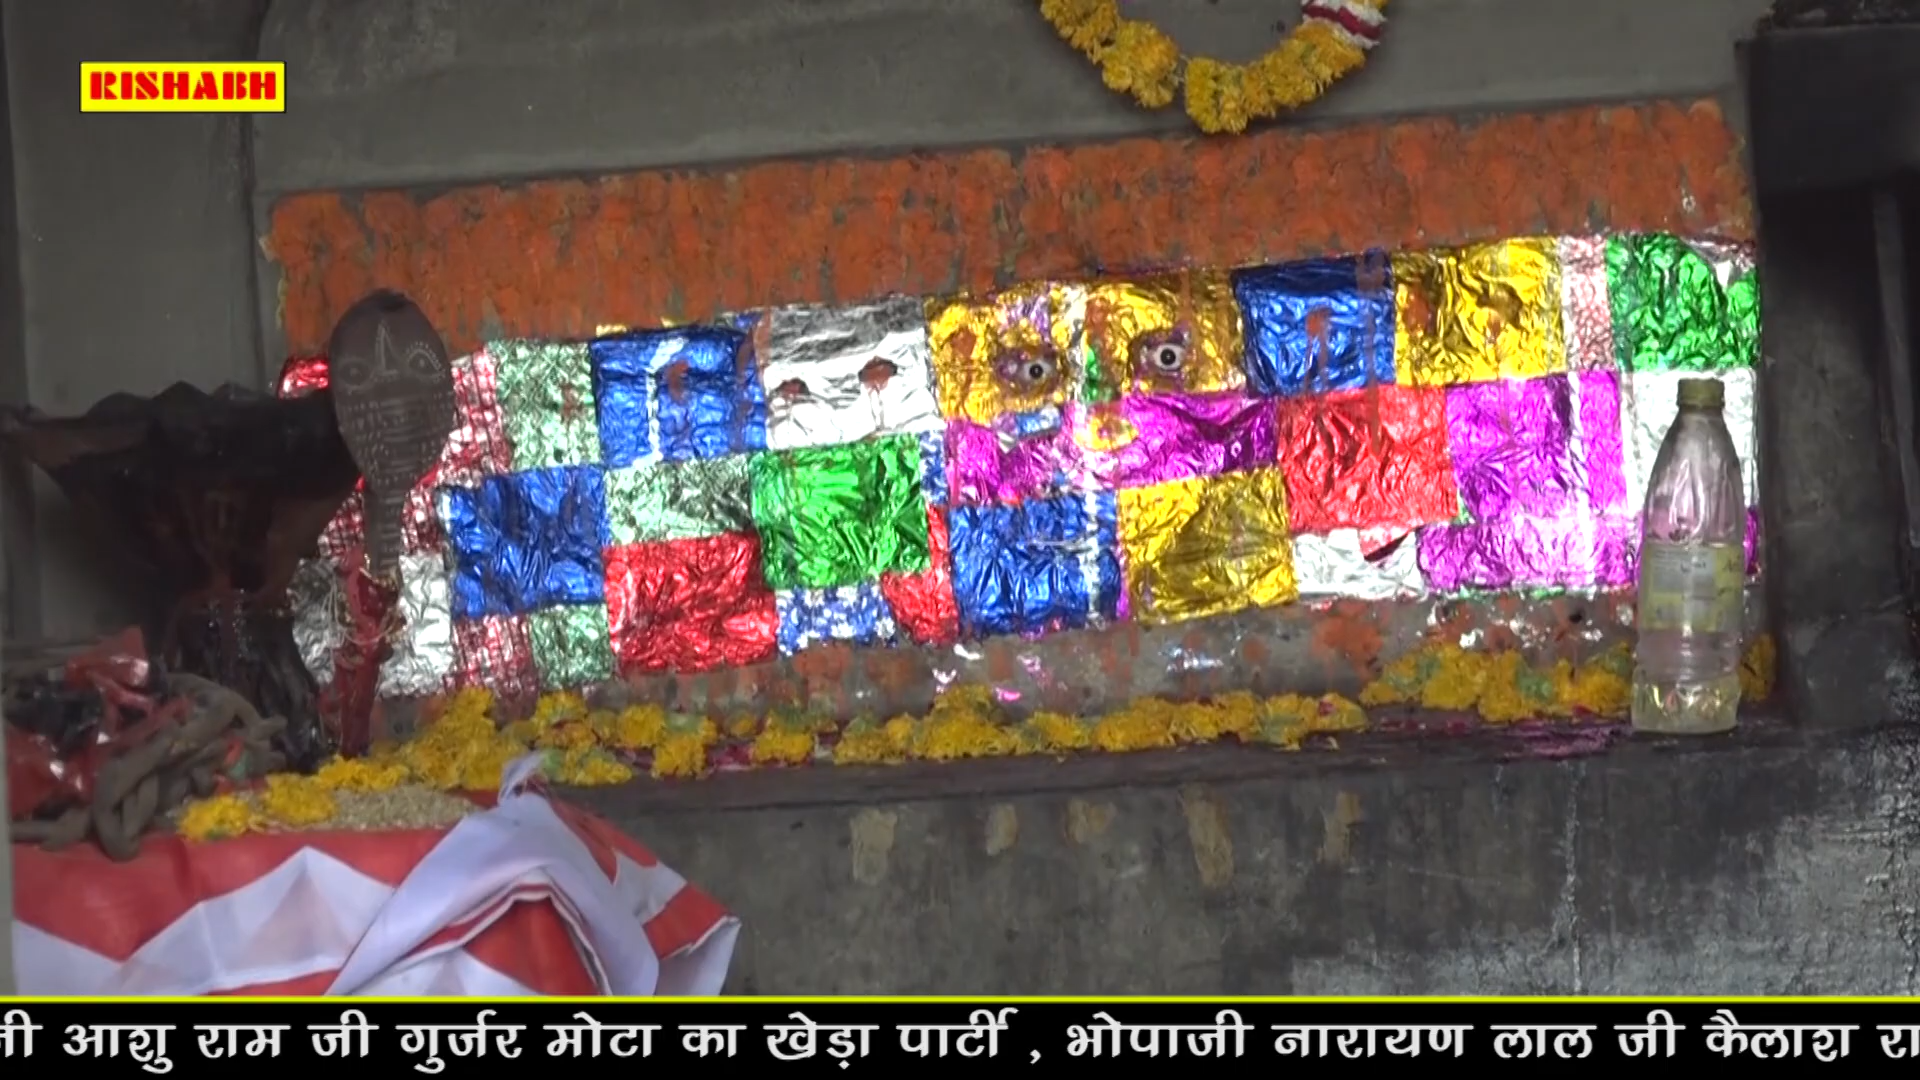 RISHABH
आशु राम जी गुर्जर मोटा का खेड़ा पार्टी , भोपाजी नारायण लाल जी कैलाश